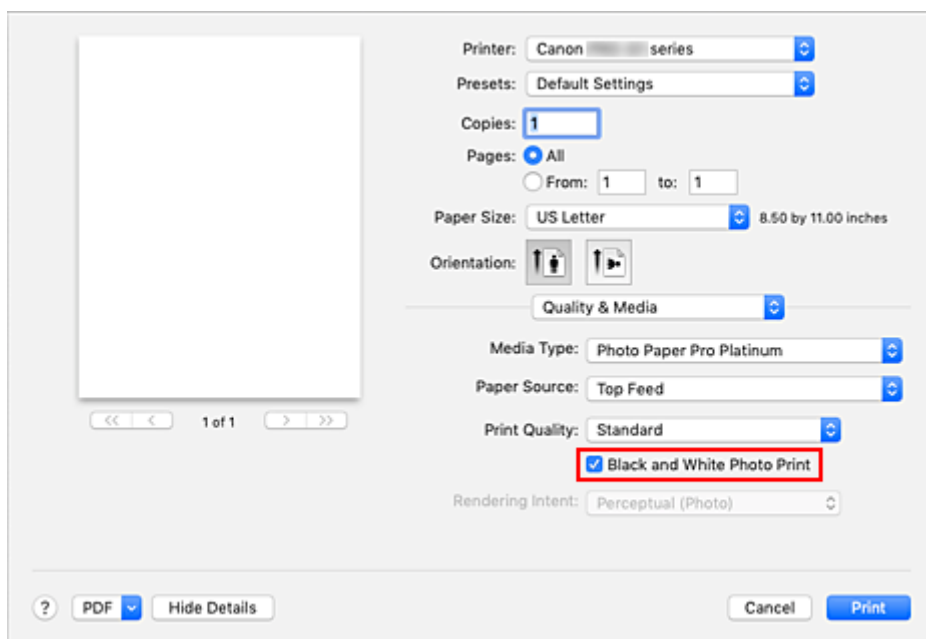 Printer: Canon series
Presets: Default Settings
Copies: 1
Pages: All
From: 1 to: 1
Paper Size: US Letter 8.50 by 11.00 inches
Orientation:
Quality & Media
Media Type: Photo Paper Pro Platinum
Paper Source: Top Feed
<< < 1 of 1 > >>
Print Quality: Standard
Black and White Photo Print
Rendering Intent: Perceptual (Photo)
? PDF Hide Details Cancel Print